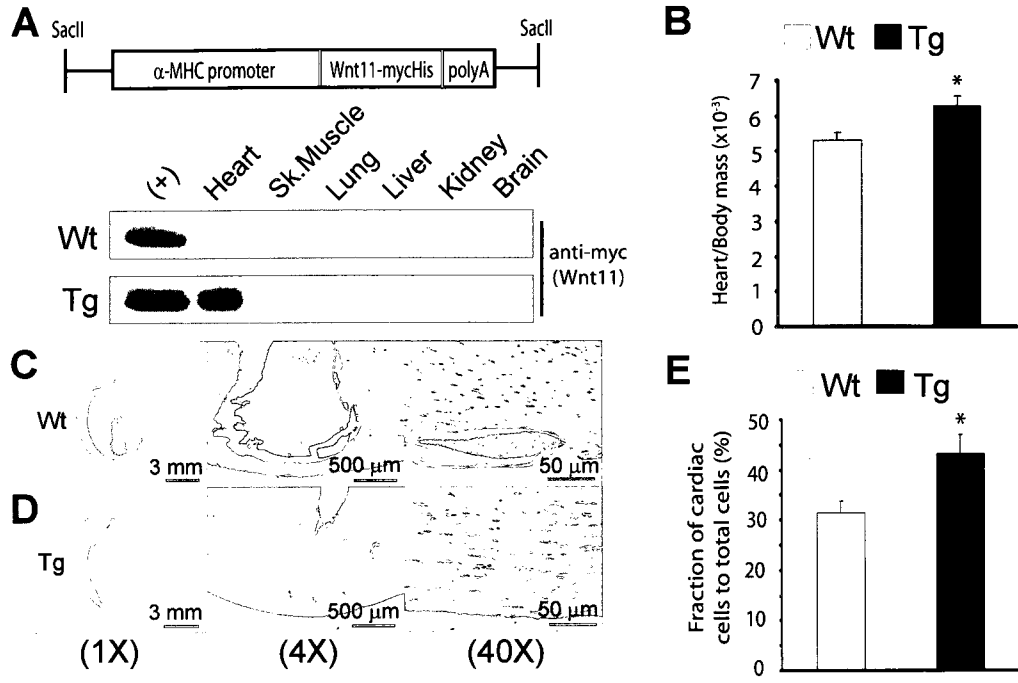 A
SacII
SacII
α-MHC promoter
Wnt11-mycHis
polyA
(+)
Heart
Sk.Muscle
Lung
Liver
Kidney
Brain
Wt
Tg
anti-myc
(Wnt11)
B
Wt
Tg
Heart/Body mass (x10⁻³)
7
6
5
4
3
2
1
0
*
C
Wt
3 mm
500 μm
50 μm
D
Tg
3 mm
500 μm
50 μm
(1X)
(4X)
(40X)
E
Wt
Tg
Fraction of cardiac
cells to total cells (%)
50
40
30
20
10
0
*